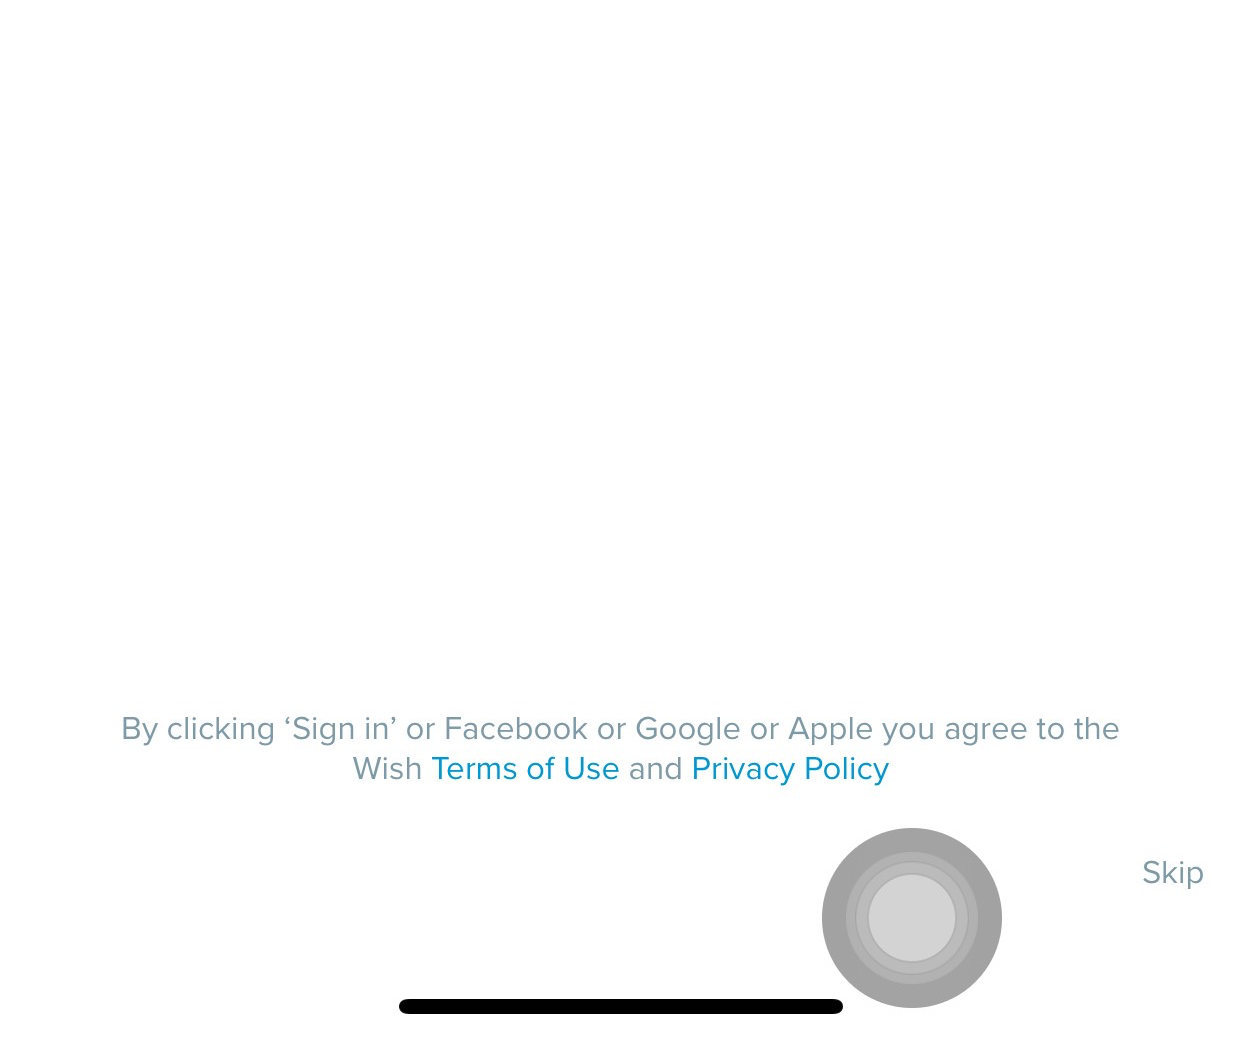 By clicking ‘Sign in’ or Facebook or Google or Apple you agree to the
Wish Terms of Use and Privacy Policy
Skip